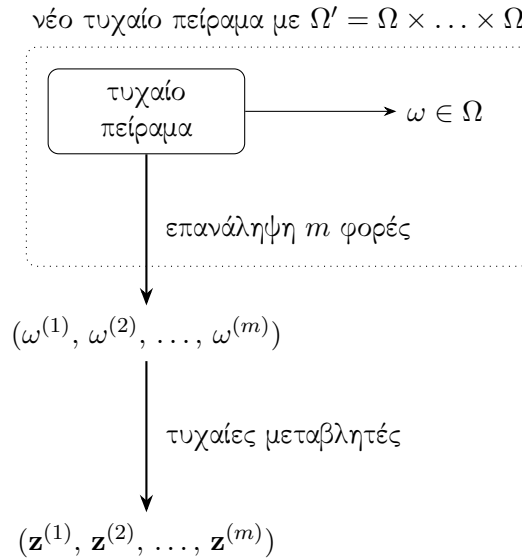 νέο τυχαίο πείραμα με Ω′ = Ω × … × Ω
τυχαίο
πείραμα
ω ∈ Ω
επανάληψη m φορές
(ω⁽¹⁾, ω⁽²⁾, …, ω⁽ᵐ⁾)
τυχαίες μεταβλητές
(𝐳⁽¹⁾, 𝐳⁽²⁾, …, 𝐳⁽ᵐ⁾)